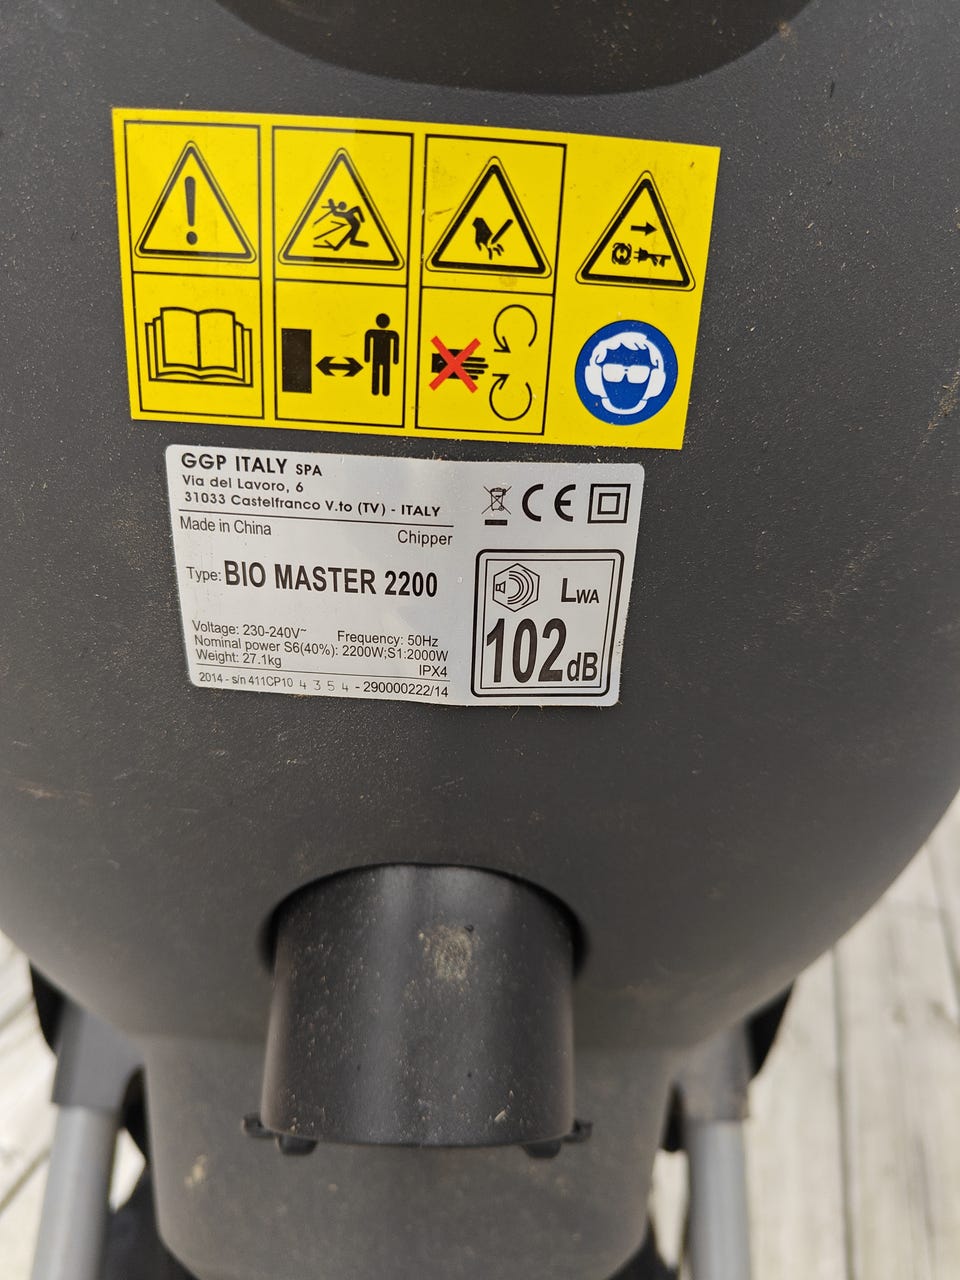 GGP ITALY SPA
Via del Lavoro, 6
31033 Castelfranco V.to (TV) - ITALY
Made in China
Chipper
Type: BIO MASTER 2200
Voltage: 230-240V~ Frequency: 50Hz
Nominal power S6(40%): 2200W;S1:2000W
Weight: 27.1kg IPX4
2014 - s/n 411CP10 4 3 5 4 - 290000222/14
CE
LWA
102dB